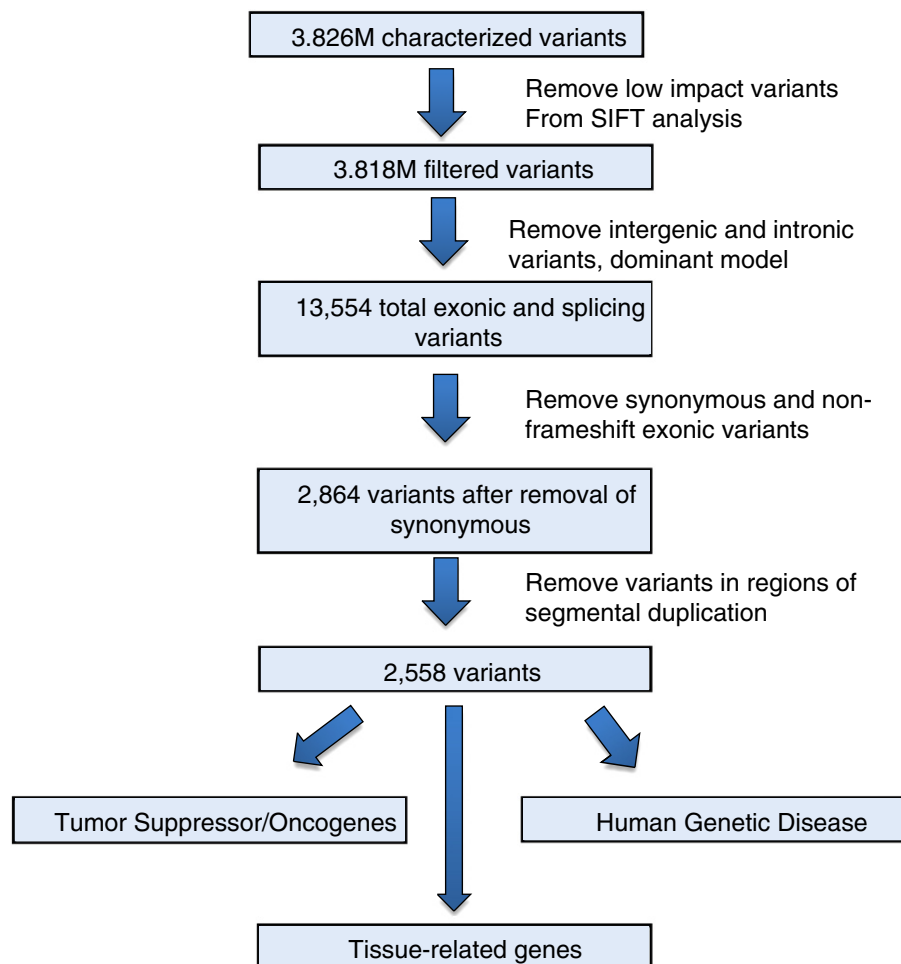 3.826M characterized variants
Remove low impact variants
From SIFT analysis
3.818M filtered variants
Remove intergenic and intronic
variants, dominant model
13,554 total exonic and splicing
variants
Remove synonymous and non-
frameshift exonic variants
2,864 variants after removal of
synonymous
Remove variants in regions of
segmental duplication
2,558 variants
Tumor Suppressor/Oncogenes
Human Genetic Disease
Tissue-related genes